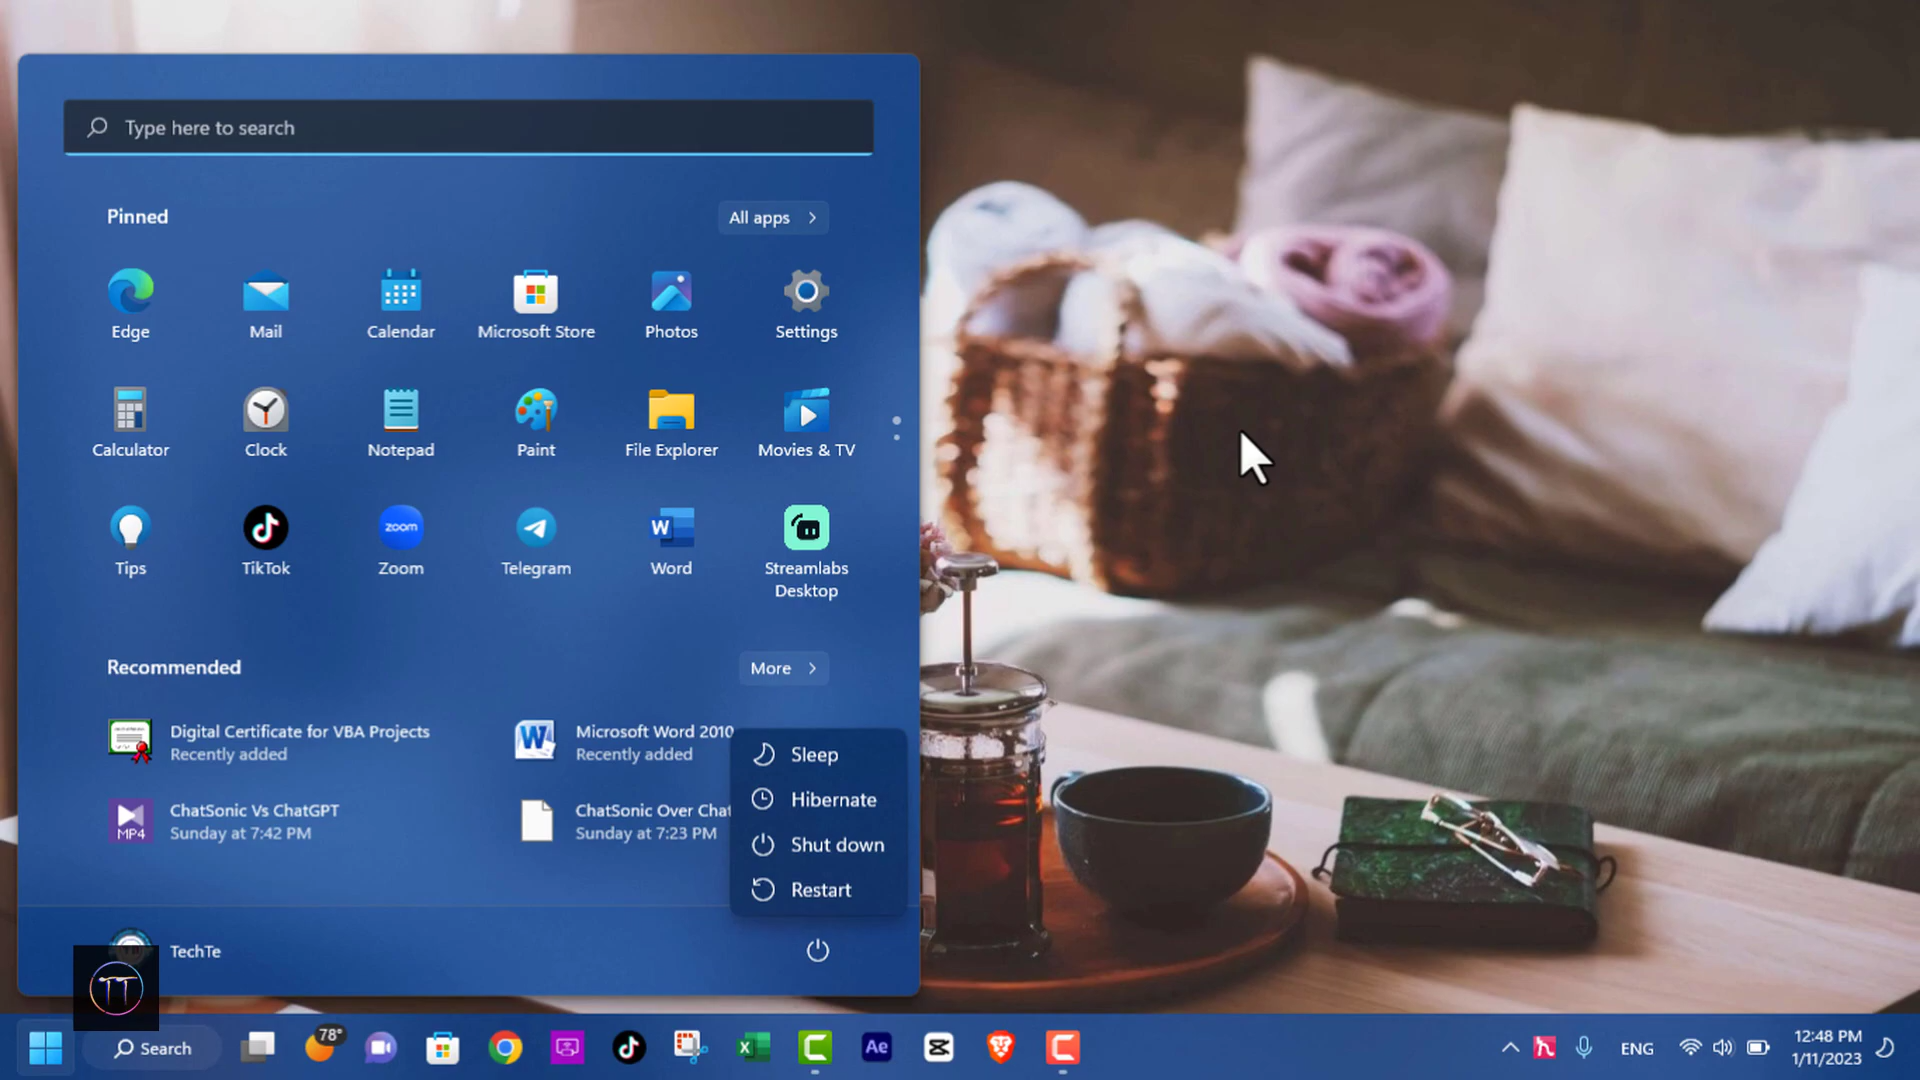 Type here to search
Pinned
All apps
Edge
Mail
Calendar
Microsoft Store
Photos
Settings
Calculator
Clock
Notepad
Paint
File Explorer
Movies & TV
Tips
TikTok
zoom
Zoom
Telegram
W
Word
Streamlabs
Desktop
Recommended
More
Digital Certificate for VBA Projects
Recently added
W
Microsoft Word 2010
Recently added
MP4
ChatSonic Vs ChatGPT
Sunday at 7:42 PM
ChatSonic Over Chat
Sunday at 7:23 PM
Sleep
Hibernate
Shut down
Restart
TechTe
TT
Search
78°
X
Ae
ENG
12:48 PM
1/11/2023